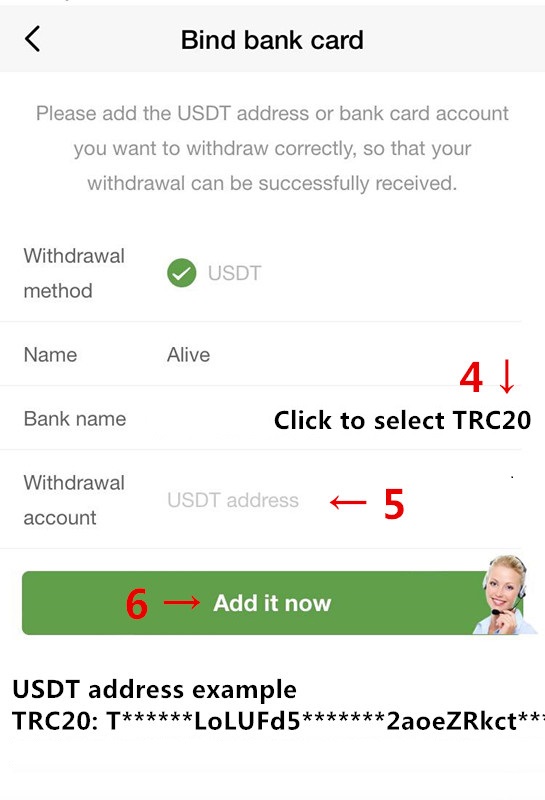 Bind bank card
Please add the USDT address or bank card account
you want to withdraw correctly, so that your
withdrawal can be successfully received.
Withdrawal
method
USDT
Name Alive
4 ↓
Bank name Click to select TRC20
Withdrawal
account
USDT address ← 5
6 → Add it now
USDT address example
TRC20: T******LoLUFd5*******2aoeZRkct***